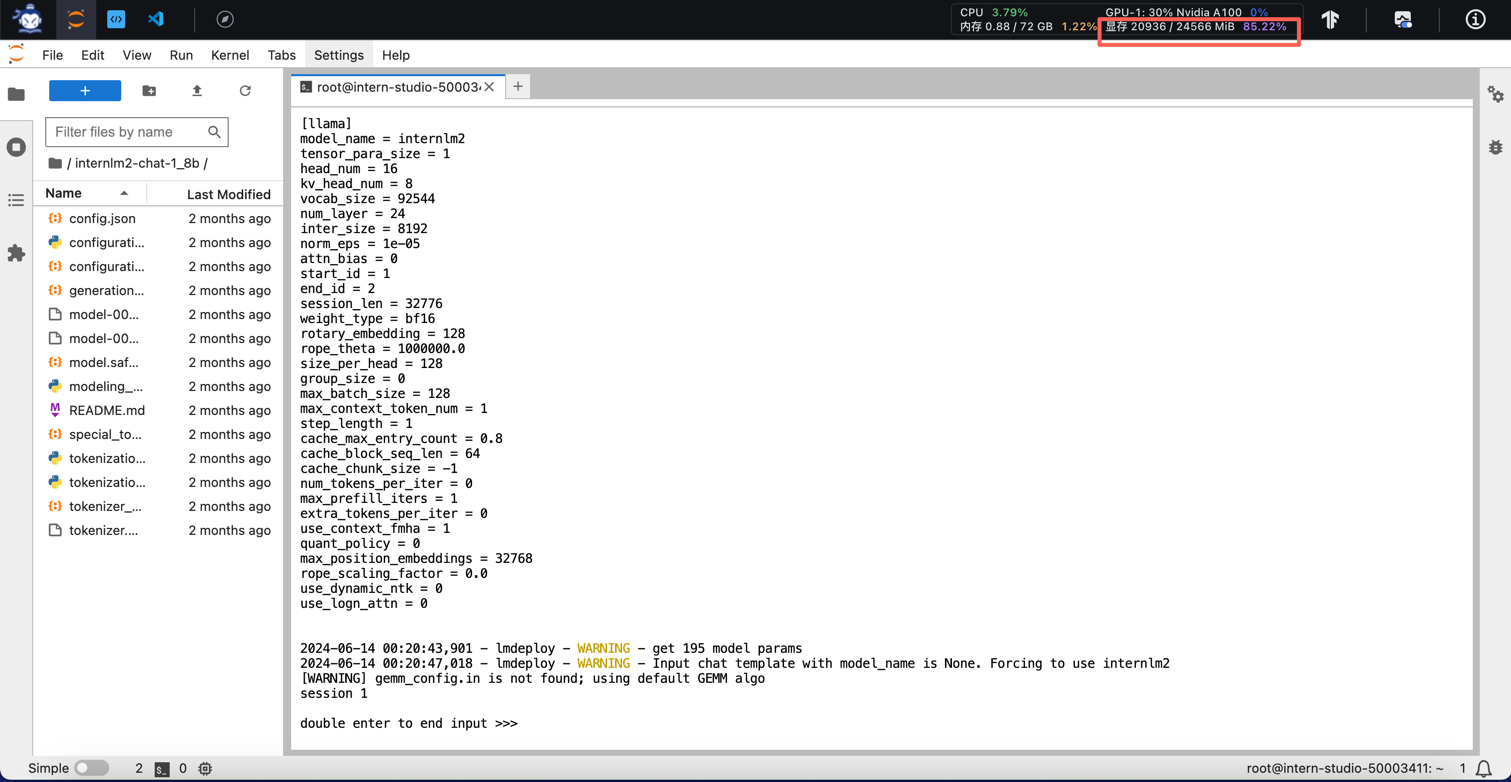 CPU 3.79% GPU-1: 30% Nvidia A100 0%
内存 0.88 / 72 GB 1.22% 显存 20936 / 24566 MiB 85.22%
File Edit View Run Kernel Tabs Settings Help
root@intern-studio-50003
Filter files by name
/ internlm2-chat-1_8b /
Name Last Modified
config.json 2 months ago
configurati... 2 months ago
configurati... 2 months ago
generation... 2 months ago
model-00... 2 months ago
model-00... 2 months ago
model.saf... 2 months ago
modeling_... 2 months ago
README.md 2 months ago
special_to... 2 months ago
tokenizatio... 2 months ago
tokenizatio... 2 months ago
tokenizer_... 2 months ago
tokenizer.... 2 months ago
[llama]
model_name = internlm2
tensor_para_size = 1
head_num = 16
kv_head_num = 8
vocab_size = 92544
num_layer = 24
inter_size = 8192
norm_eps = 1e-05
attn_bias = 0
start_id = 1
end_id = 2
session_len = 32776
weight_type = bf16
rotary_embedding = 128
rope_theta = 1000000.0
size_per_head = 128
group_size = 0
max_batch_size = 128
max_context_token_num = 1
step_length = 1
cache_max_entry_count = 0.8
cache_block_seq_len = 64
cache_chunk_size = -1
num_tokens_per_iter = 0
max_prefill_iters = 1
extra_tokens_per_iter = 0
use_context_fmha = 1
quant_policy = 0
max_position_embeddings = 32768
rope_scaling_factor = 0.0
use_dynamic_ntk = 0
use_logn_attn = 0
2024-06-14 00:20:43,901 - lmdeploy - WARNING - get 195 model params
2024-06-14 00:20:47,018 - lmdeploy - WARNING - Input chat template with model_name is None. Forcing to use internlm2
[WARNING] gemm_config.in is not found; using default GEMM algo
session 1
double enter to end input >>>
Simple 2 0 root@intern-studio-50003411: ~ 1